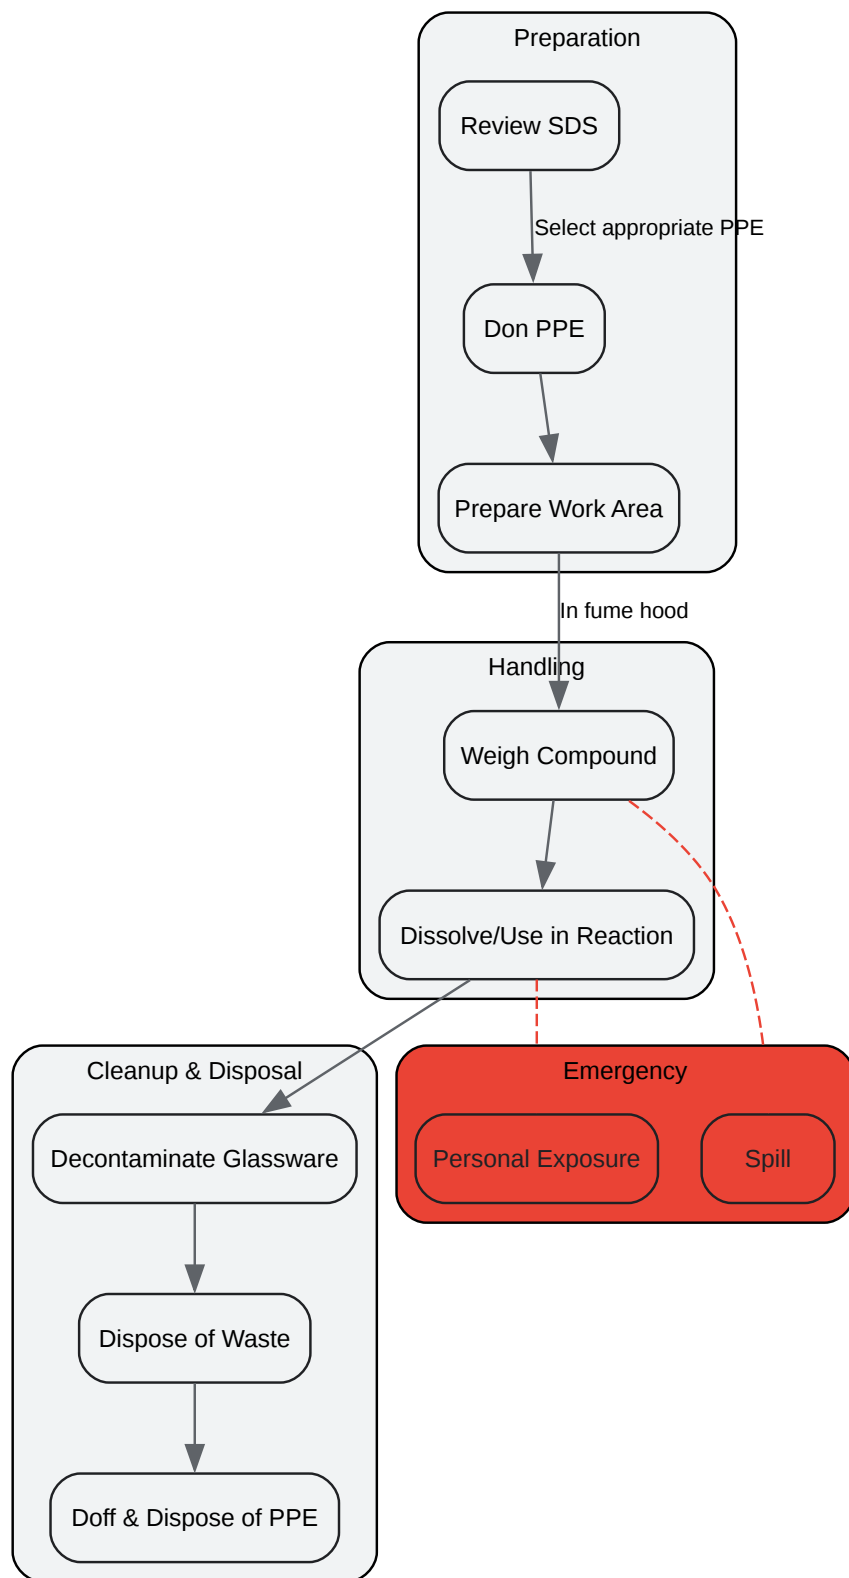 Preparation
Review SDS
Select appropriate PPE
Don PPE
Prepare Work Area
In fume hood
Handling
Weigh Compound
Dissolve/Use in Reaction
Cleanup & Disposal
Emergency
Decontaminate Glassware
Personal Exposure
Spill
Dispose of Waste
Doff & Dispose of PPE